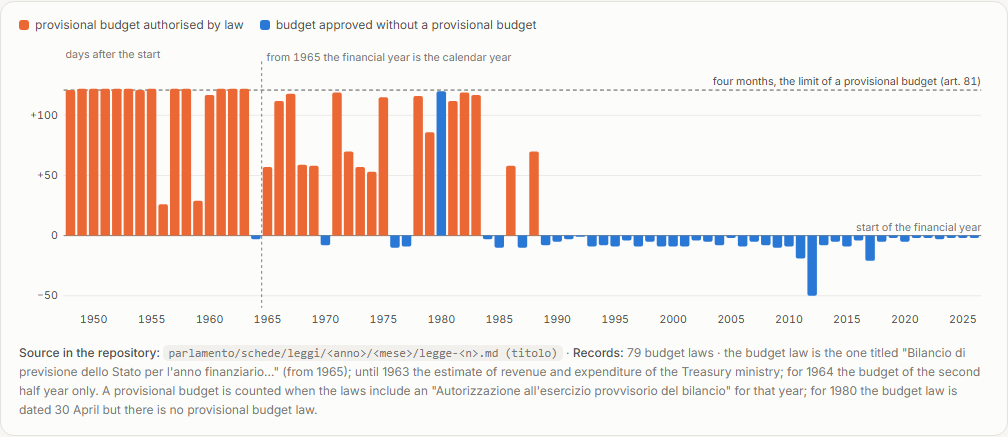 provisional budget authorised by law
budget approved without a provisional budget
days after the start
from 1965 the financial year is the calendar year
four months, the limit of a provisional budget (art. 81)
+100
+50
0
start of the financial year
−50
1950 1955 1960 1965 1970 1975 1980 1985 1990 1995 2000 2005 2010 2015 2020 2025
Source in the repository: parlamento/schede/leggi/<anno>/<mese>/legge-<n>.md (titolo) · Records: 79 budget laws · the budget law is the one titled "Bilancio di
previsione dello Stato per l'anno finanziario..." (from 1965); until 1963 the estimate of revenue and expenditure of the Treasury ministry; for 1964 the budget of the second
half year only. A provisional budget is counted when the laws include an "Autorizzazione all'esercizio provvisorio del bilancio" for that year; for 1980 the budget law is
dated 30 April but there is no provisional budget law.